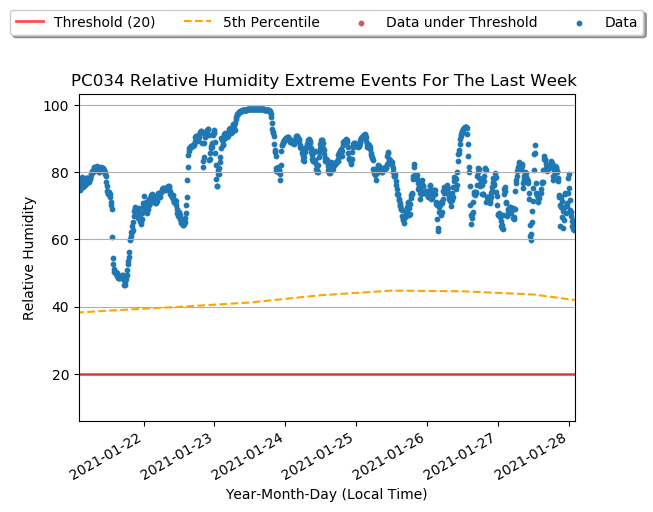 Threshold (20) 5th Percentile Data under Threshold Data
PC034 Relative Humidity Extreme Events For The Last Week
100
80
60
40
20
Relative Humidity
2021-01-22 2021-01-23 2021-01-24 2021-01-25 2021-01-26 2021-01-27 2021-01-28
Year-Month-Day (Local Time)